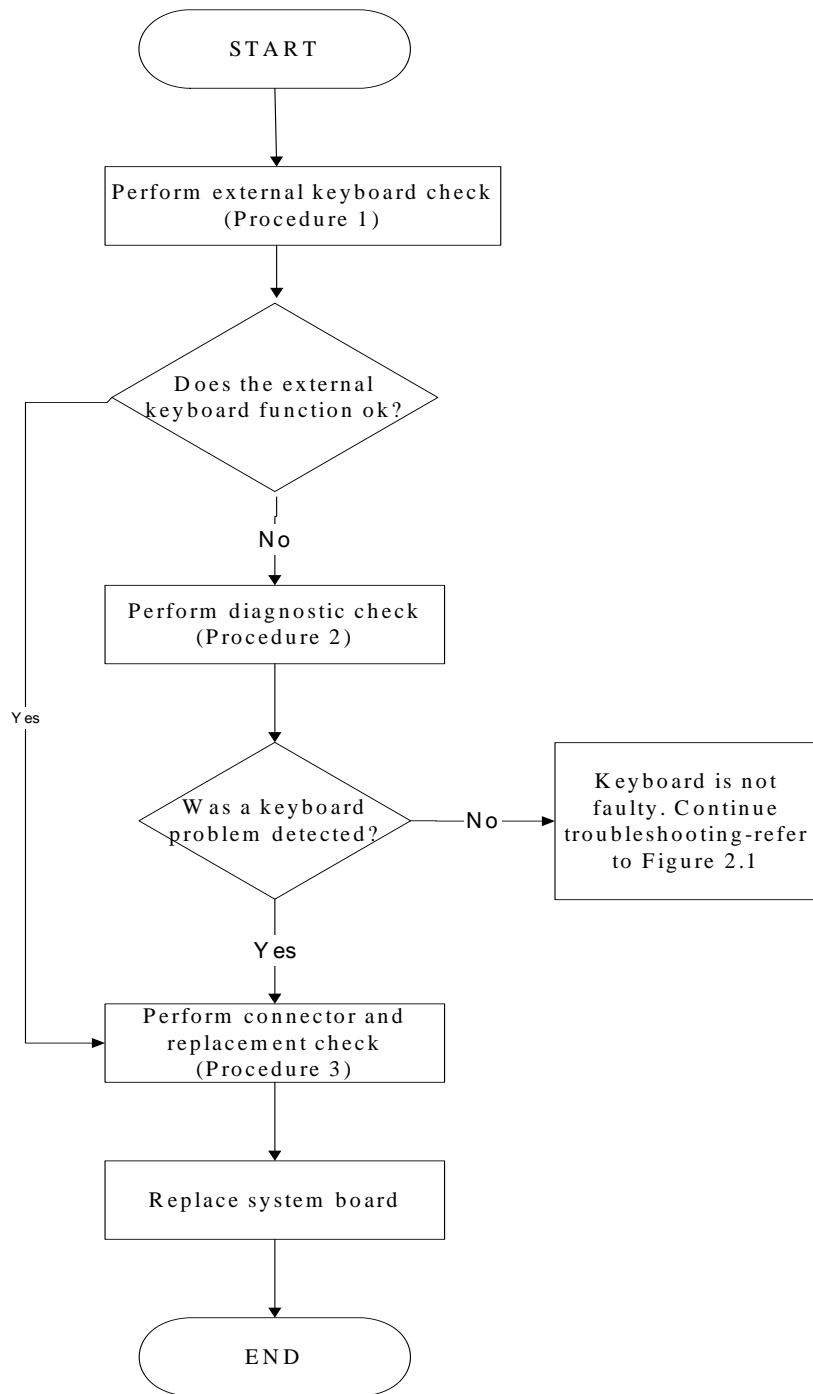 START
Perform external keyboard check
(Procedure 1)
Does the external
keyboard function ok?
No
Perform diagnostic check
(Procedure 2)
Yes
Was a keyboard
problem detected?
No
Keyboard is not
faulty. Continue
troubleshooting-refer
to Figure 2.1
Yes
Perform connector and
replacement check
(Procedure 3)
Replace system board
END